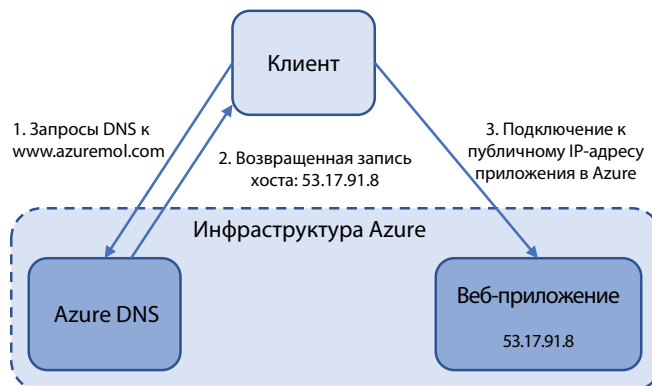 Клиент
1. Запросы DNS к
www.azuremol.com
2. Возвращенная запись
хоста: 53.17.91.8
3. Подключение к
публичному IP-адресу
приложения в Azure
Инфраструктура Azure
Azure DNS
Веб-приложение
53.17.91.8